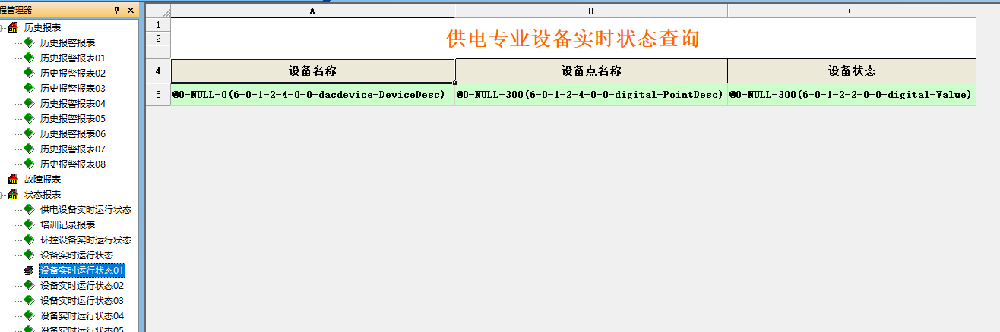 程管理器
历史报表
历史报警报表
历史报警报表01
历史报警报表02
历史报警报表03
历史报警报表04
历史报警报表05
历史报警报表06
历史报警报表07
历史报警报表08
故障报表
状态报表
供电设备实时运行状态
培训记录报表
环控设备实时运行状态
设备实时运行状态
设备实时运行状态01
设备实时运行状态02
设备实时运行状态03
设备实时运行状态04
设备实时运行状态05
A B C
1
2
3
供电专业设备实时状态查询
4 设备名称 设备点名称 设备状态
5 @0-NULL-0(6-0-1-2-4-0-0-dacdevice-DeviceDesc) @0-NULL-300(6-0-1-2-4-0-0-digital-PointDesc) @0-NULL-300(6-0-1-2-2-0-0-digital-Value)